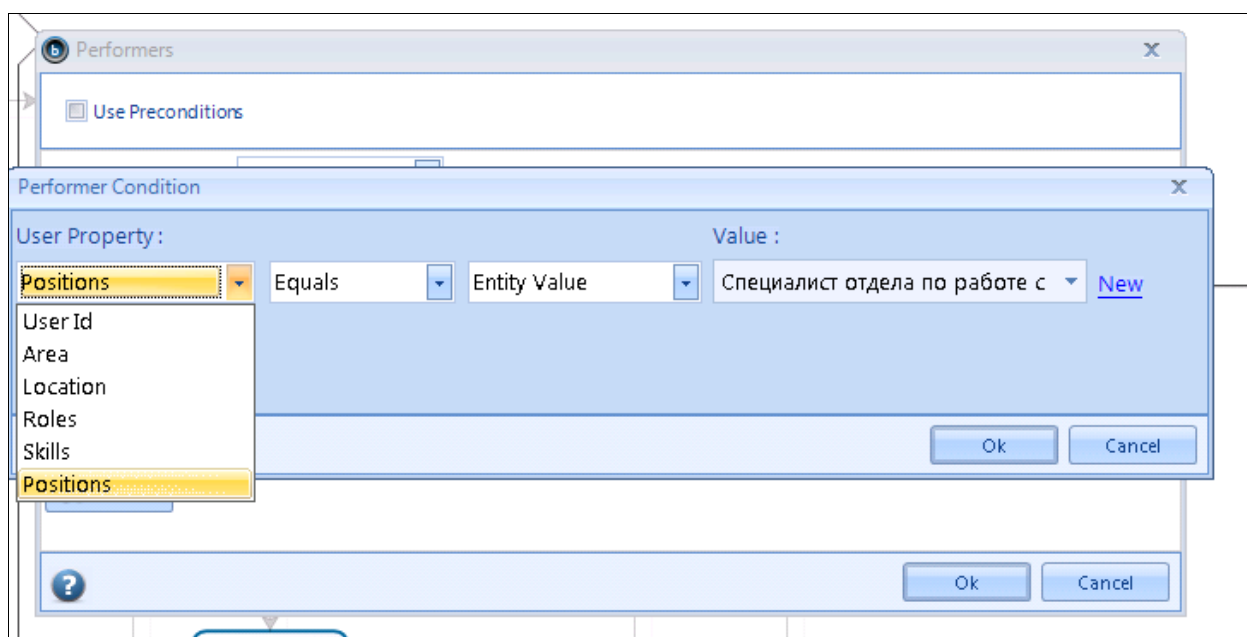 Performers
Use Preconditions
Performer Condition
User Property : Value :
Positions Equals Entity Value Специалист отдела по работе с New
User Id
Area
Location
Roles
Skills
Positions
Ok Cancel
? Ok Cancel